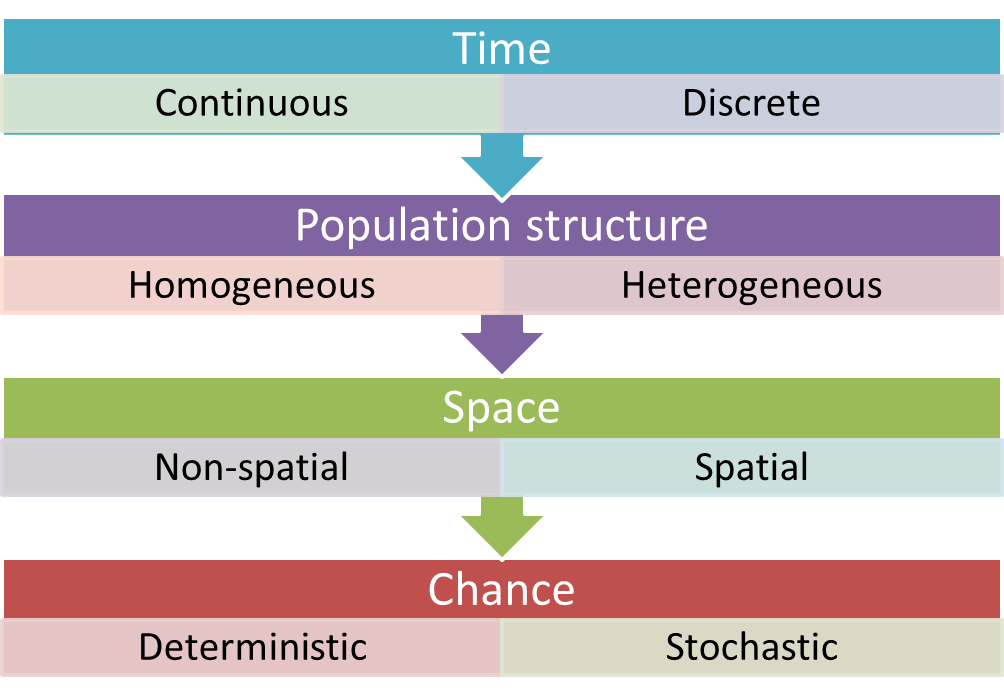 Time
Continuous Discrete
Population structure
Homogeneous Heterogeneous
Space
Non-spatial Spatial
Chance
Deterministic Stochastic